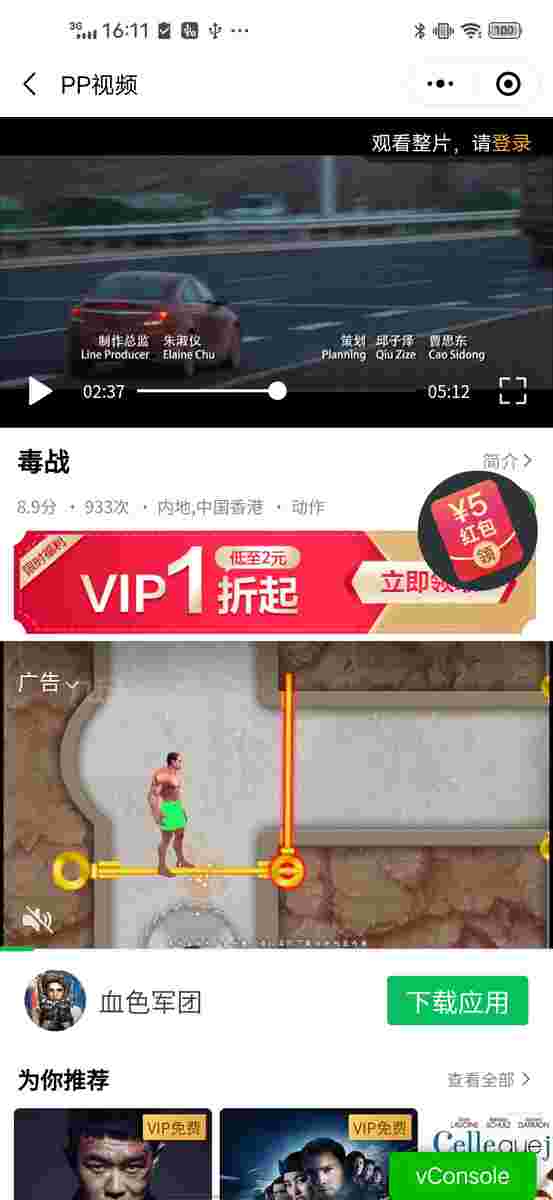 3G 16:11 100
PP视频
观看整片，请登录
制作总监 朱淑仪
Line Producer Elaine Chu
策划 邱子泽 曹思东
Planning Qiu Zize Cao Sidong
02:37
05:12
毒战
简介
8.9分 · 933次 · 内地,中国香港 · 动作
限时福利
VIP1折起
低至2元
立即领
¥5
红包
领
广告
血色军团
下载应用
为你推荐
查看全部
VIP免费
VIP免费
vConsole